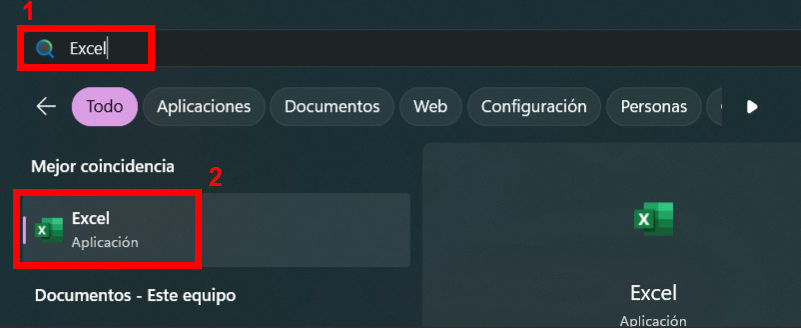 1
Excel
Todo Aplicaciones Documentos Web Configuración Personas
Mejor coincidencia
2
Excel
Aplicación
Documentos - Este equipo
Excel
Aplicación